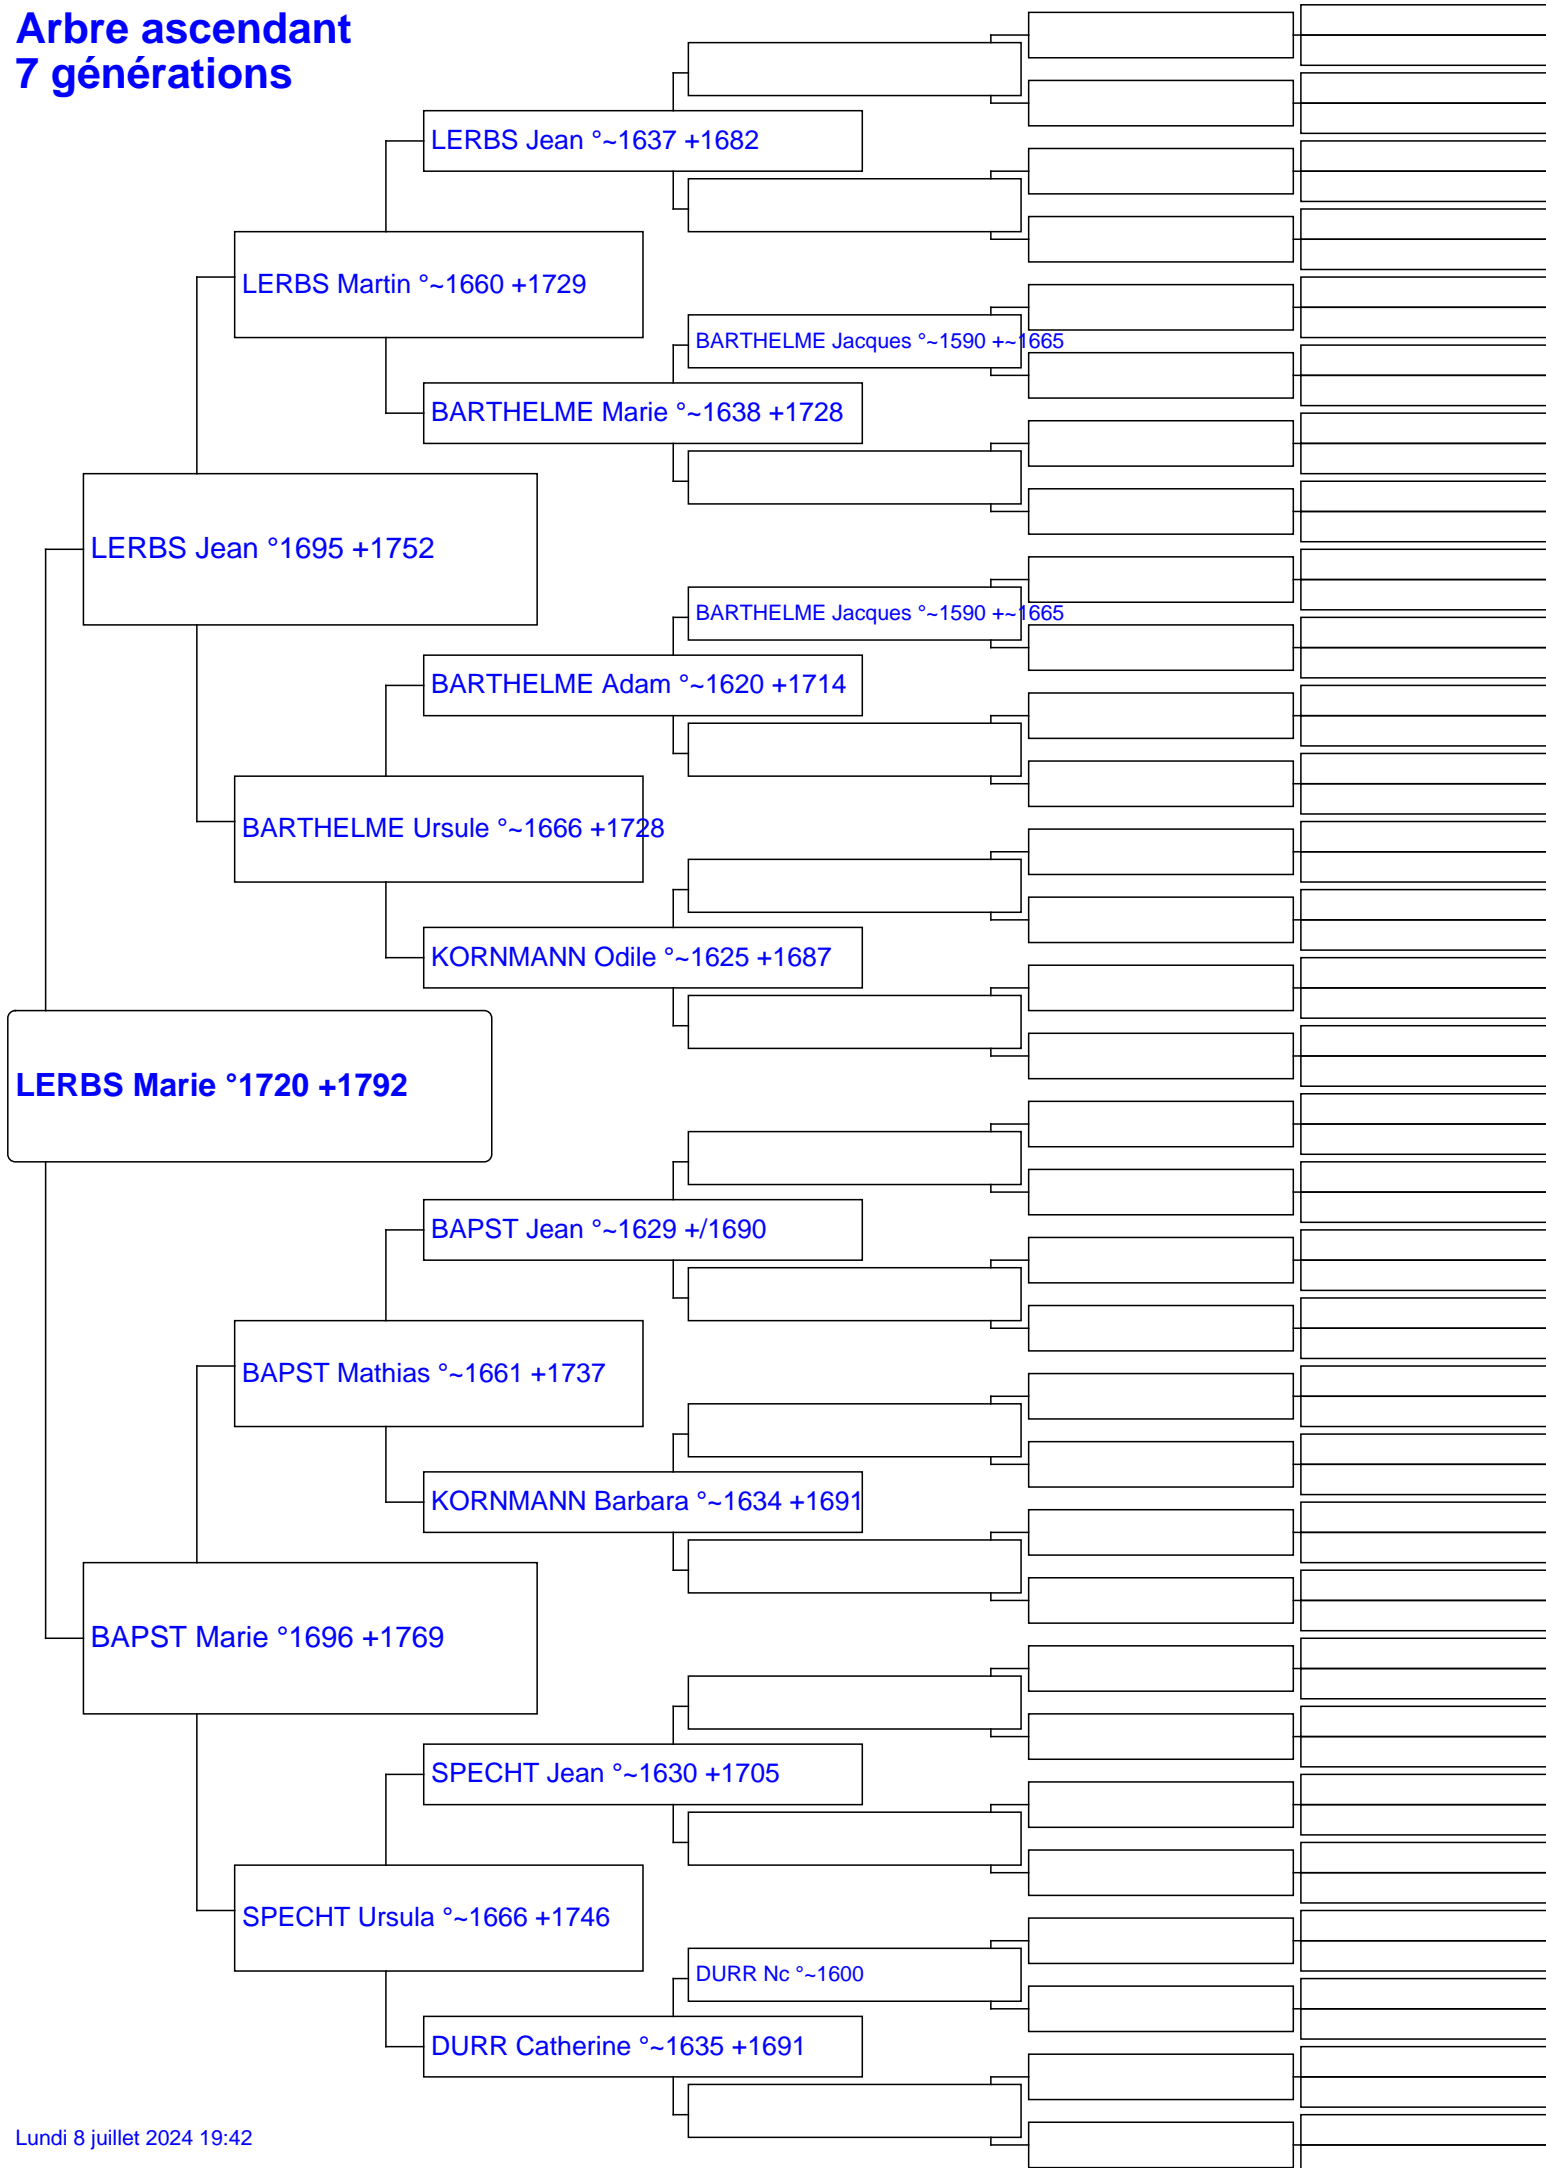 Arbre ascendant
7 générations
LERBS Jean °~1637 +1682
LERBS Martin °~1660 +1729
BARTHELME Jacques °~1590 +~1665
BARTHELME Marie °~1638 +1728
LERBS Jean °1695 +1752
BARTHELME Jacques °~1590 +~1665
BARTHELME Adam °~1620 +1714
BARTHELME Ursule °~1666 +1728
KORNMANN Odile °~1625 +1687
LERBS Marie °1720 +1792
BAPST Jean °~1629 +/1690
BAPST Mathias °~1661 +1737
KORNMANN Barbara °~1634 +1691
BAPST Marie °1696 +1769
SPECHT Jean °~1630 +1705
SPECHT Ursula °~1666 +1746
DURR Nc °~1600
DURR Catherine °~1635 +1691
Lundi 8 juillet 2024 19:42